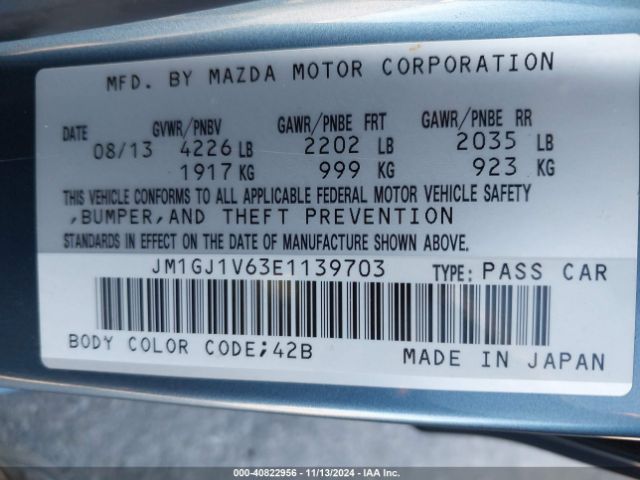 MFD. BY MAZDA MOTOR CORPORATION
DATE GVWR/PNBV GAWR/PNBE FRT GAWR/PNBE RR
08/13 4226 LB 2202 LB 2035 LB
1917 KG 999 KG 923 KG
THIS VEHICLE CONFORMS TO ALL APPLICABLE FEDERAL MOTOR VEHICLE SAFETY
,BUMPER,AND THEFT PREVENTION
STANDARDS IN EFFECT ON THE DATE OF MANUFACTURE SHOWN ABOVE.
JM1GJ1V63E1139703 TYPE: PASS CAR
BODY COLOR CODE;42B MADE IN JAPAN
000-40822956 | 11/13/2024 | IAA Inc.